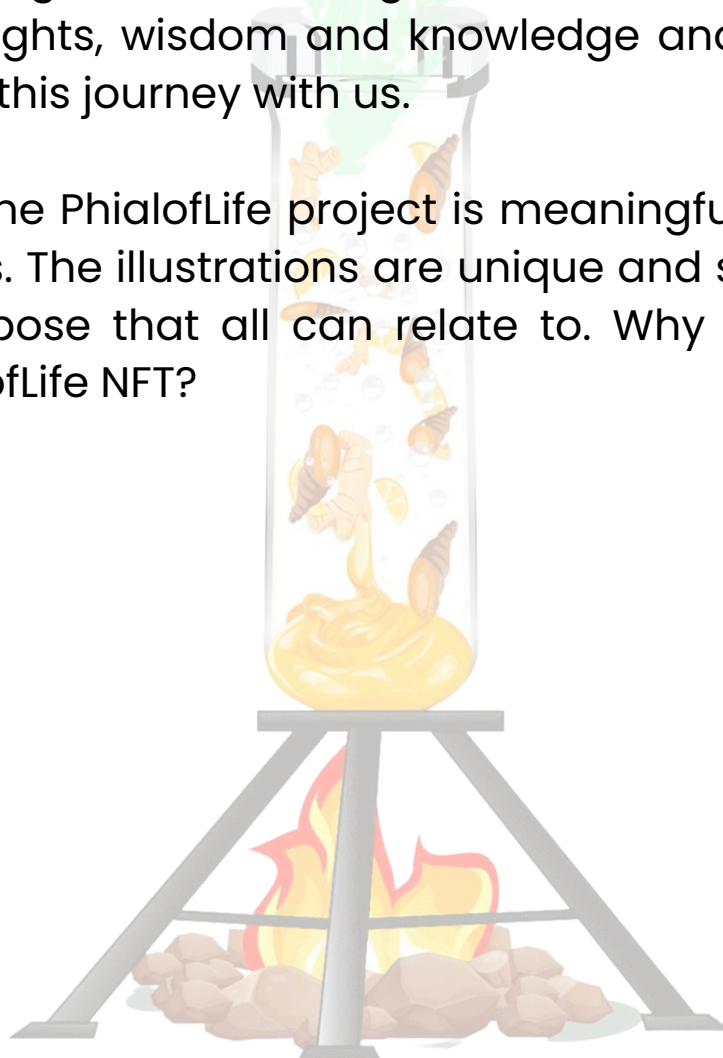 ghts, wisdom and knowledge and
this journey with us.
he PhialofLife project is meaningfu
s. The illustrations are unique and s
pose that all can relate to. Why
ofLife NFT?